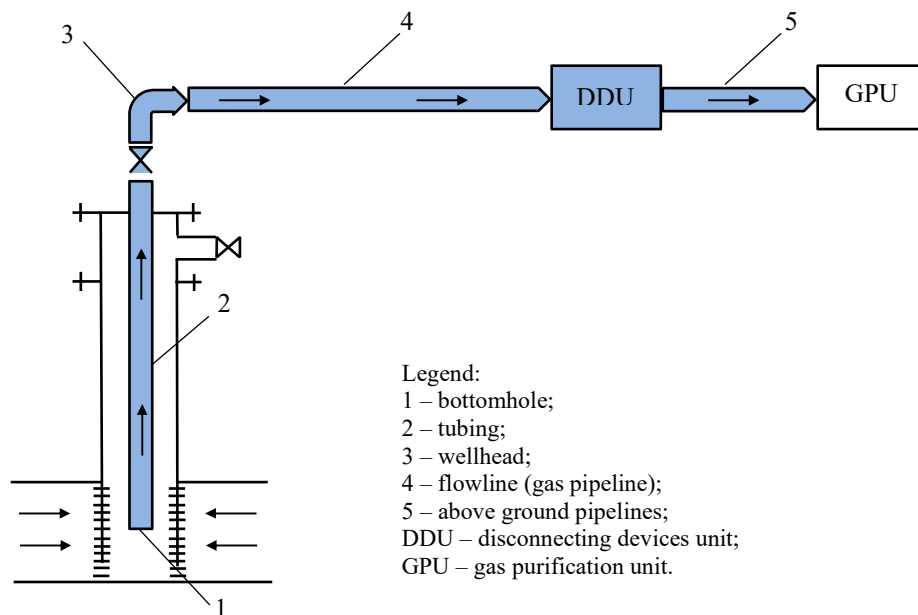 3
4
5
DDU
GPU
2
Legend:
1 – bottomhole;
2 – tubing;
3 – wellhead;
4 – flowline (gas pipeline);
5 – above ground pipelines;
DDU – disconnecting devices unit;
GPU – gas purification unit.
1